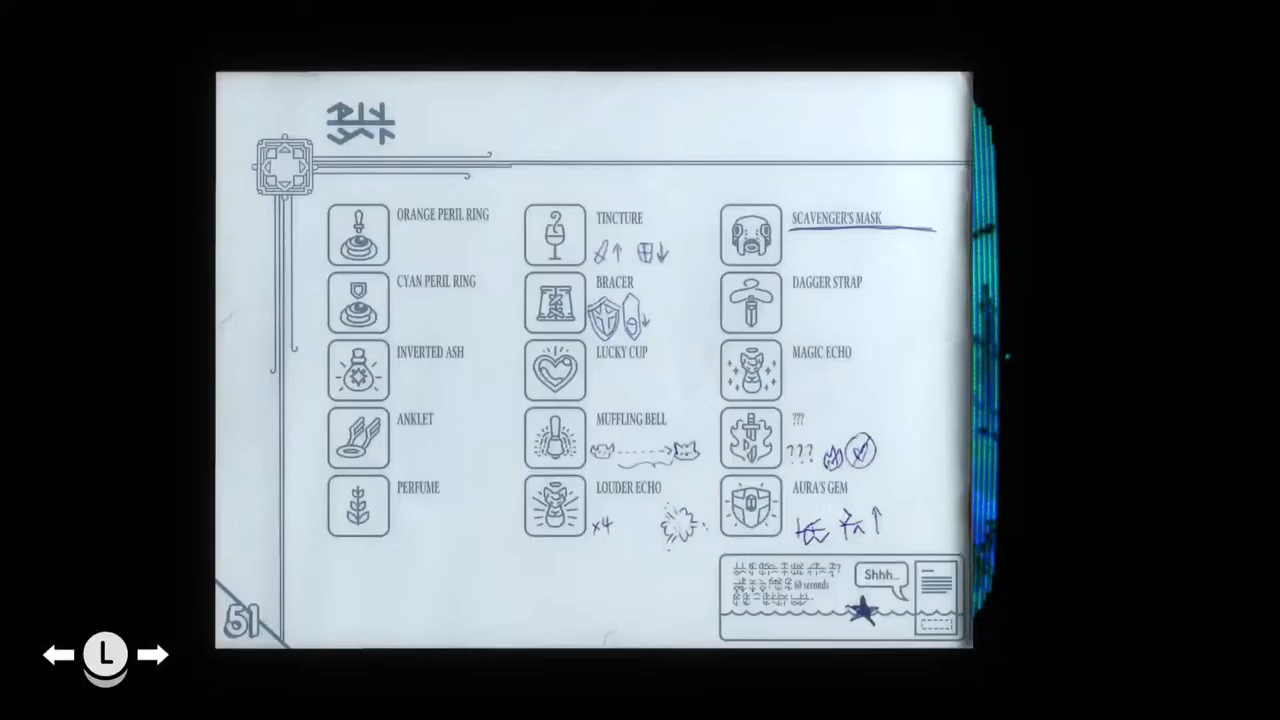 ORANGE PERIL RING
CYAN PERIL RING
INVERTED ASH
ANKLET
PERFUME
TINCTURE
BRACER
LUCKY CUP
MUFFLING BELL
LOUDER ECHO
x4
SCAVENGER'S MASK
DAGGER STRAP
MAGIC ECHO
???
???
AURA'S GEM
60 seconds
Shhh...
51
L